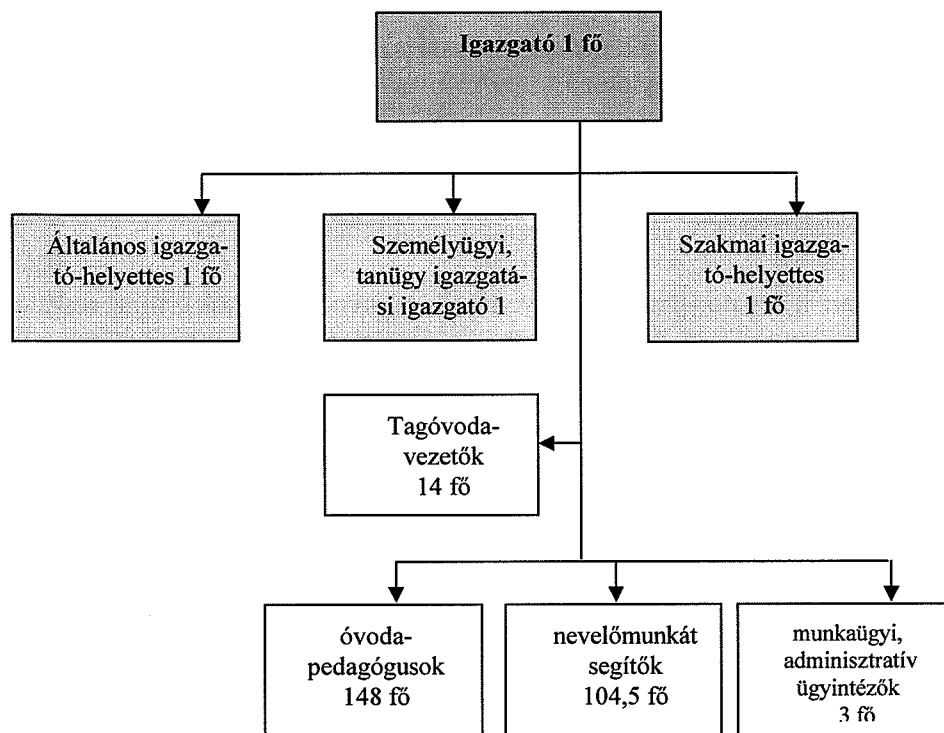 Igazgató 1 fő
Általános igazga-
tó-helyettes 1 fő
Személyügyi,
tanügy igazgatá-
si igazgató 1
Szakmai igazga-
tó-helyettes
1 fő
Tagóvoda-
vezetők
14 fő
óvoda-
pedagógusok
148 fő
nevelőmunkát
segítők
104,5 fő
munkaügyi,
adminisztratív
ügyintézők
3 fő